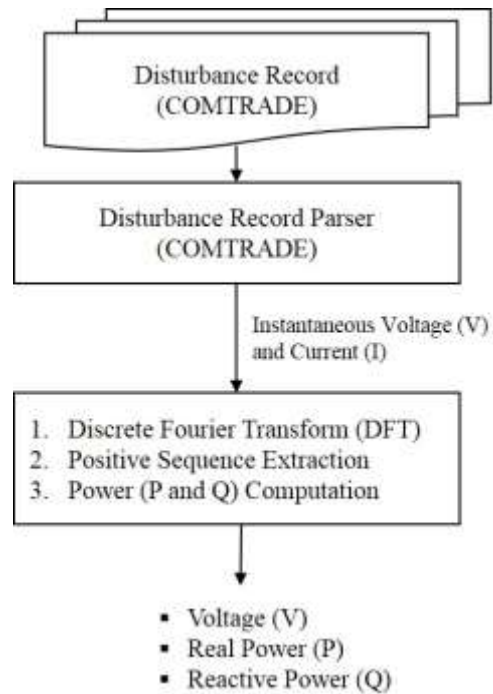 Disturbance Record
(COMTRADE)
Disturbance Record Parser
(COMTRADE)
Instantaneous Voltage (V)
and Current (I)
1. Discrete Fourier Transform (DFT)
2. Positive Sequence Extraction
3. Power (P and Q) Computation
▪ Voltage (V)
▪ Real Power (P)
▪ Reactive Power (Q)